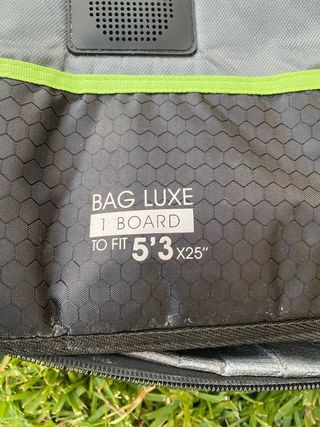 BAG LUXE
1 BOARD
TO FIT 5'3 X25"